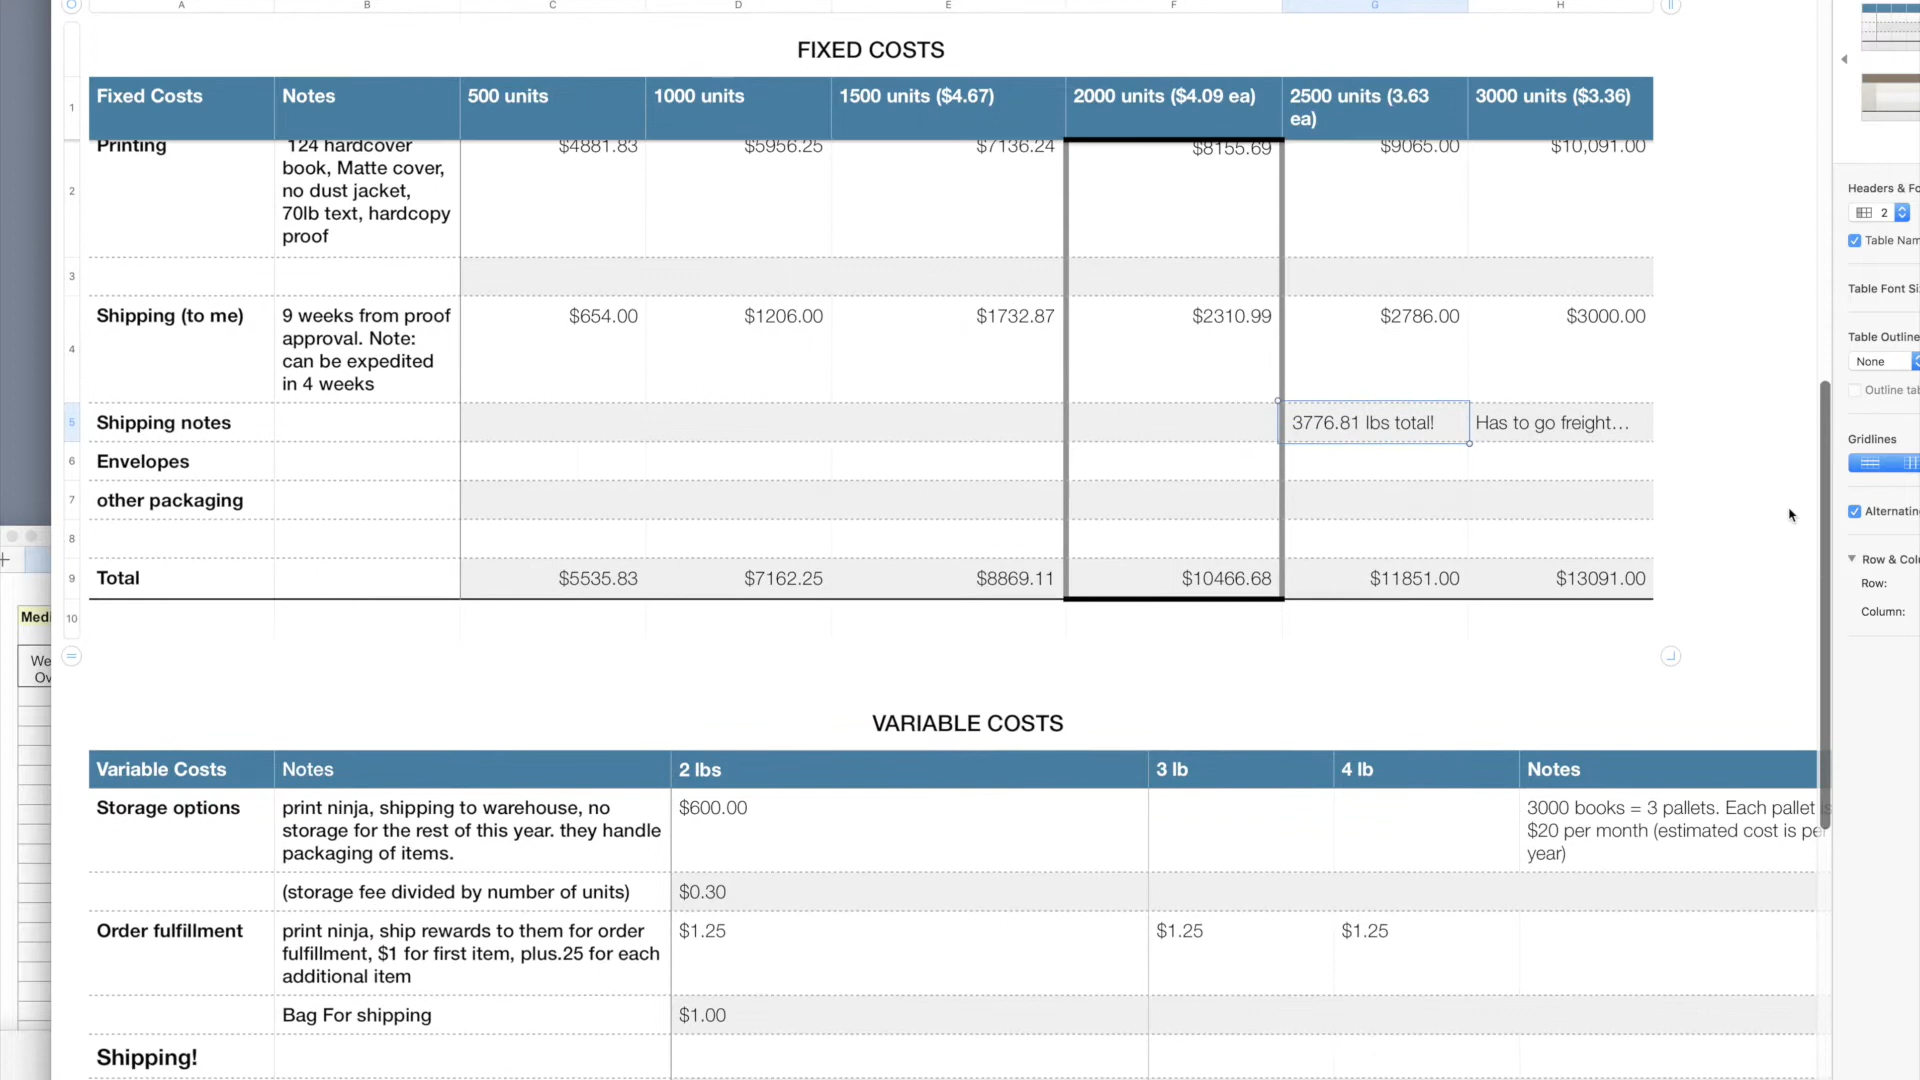 A B C D E F G H
FIXED COSTS
Fixed Costs Notes 500 units 1000 units 1500 units ($4.67) 2000 units ($4.09 ea) 2500 units (3.63 3000 units ($3.36)
ea)
1
Printing 124 hardcover $4881.83 $5956.25 $7136.24 $8155.69 $9065.00 $10,091.00
book, Matte cover,
2 no dust jacket,
70lb text, hardcopy
proof
3
Shipping (to me) 9 weeks from proof $654.00 $1206.00 $1732.87 $2310.99 $2786.00 $3000.00
approval. Note:
4 can be expedited
in 4 weeks
5 Shipping notes 3776.81 lbs total! Has to go freight…
6 Envelopes
7 other packaging
8
9 Total $5535.83 $7162.25 $8869.11 $10466.68 $11851.00 $13091.00
10
VARIABLE COSTS
Variable Costs Notes 2 lbs 3 lb 4 lb Notes
Storage options print ninja, shipping to warehouse, no $600.00 3000 books = 3 pallets. Each pallet is
storage for the rest of this year. they handle $20 per month (estimated cost is per
packaging of items. year)
(storage fee divided by number of units) $0.30
Order fulfillment print ninja, ship rewards to them for order $1.25 $1.25 $1.25
fulfillment, $1 for first item, plus.25 for each
additional item
Bag For shipping $1.00
Shipping!
Medi
We
Ov
Headers & Fo
2
Table Nam
Table Font Si
Table Outline
None
Outline tab
Gridlines
Alternatin
Row & Col
Row:
Column: